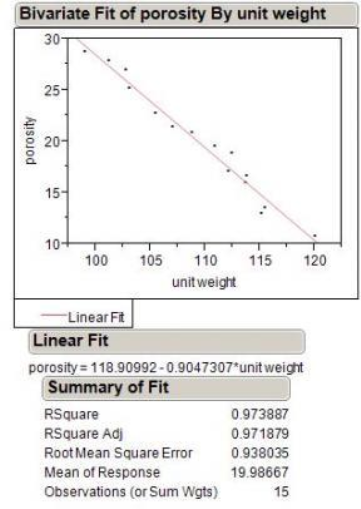 Bivariate Fit of porosity By unit weight
30
25
20
15
10
porosity
100 105 110 115 120
unit weight
Linear Fit
Linear Fit
porosity = 118.90992 - 0.9047307*unit weight
Summary of Fit
RSquare 0.973887
RSquare Adj 0.971879
Root Mean Square Error 0.938035
Mean of Response 19.98667
Observations (or Sum Wgts) 15